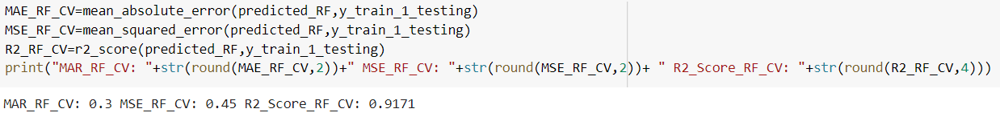 MAE_RF_CV=mean_absolute_error(predicted_RF,y_train_1_testing)
MSE_RF_CV=mean_squared_error(predicted_RF,y_train_1_testing)
R2_RF_CV=r2_score(predicted_RF,y_train_1_testing)
print("MAR_RF_CV: "+str(round(MAE_RF_CV,2))+" MSE_RF_CV: "+str(round(MSE_RF_CV,2))+ " R2_Score_RF_CV: "+str(round(R2_RF_CV,4)))
MAR_RF_CV: 0.3 MSE_RF_CV: 0.45 R2_Score_RF_CV: 0.9171